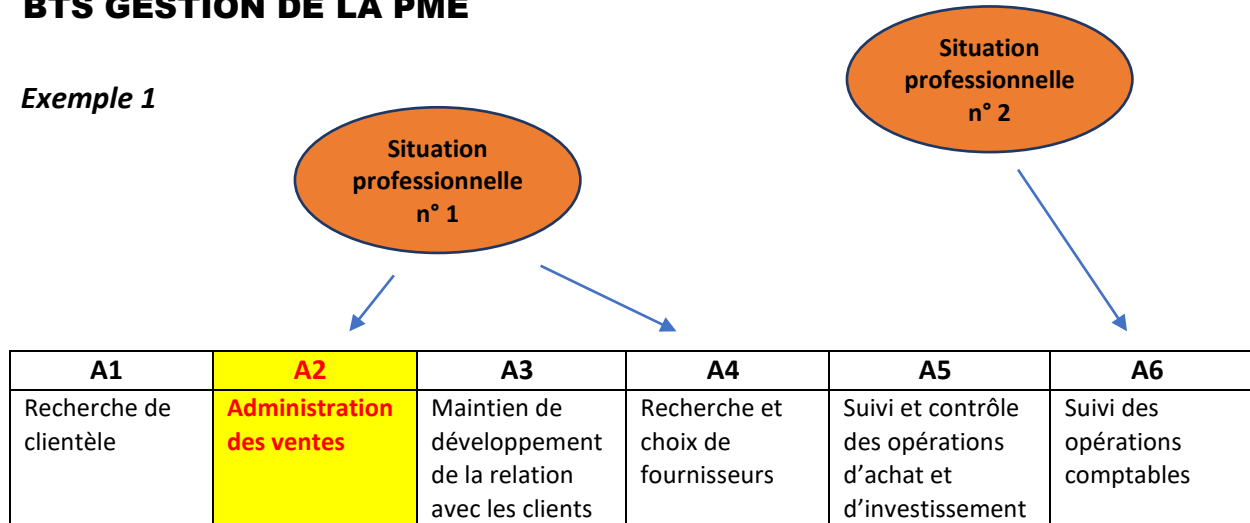 BTS GESTION DE LA PME
Exemple 1
Situation
professionnelle
n° 1
Situation
professionnelle
n° 2
A1
A2
A3
A4
A5
A6
Recherche de
clientèle
Administration
des ventes
Maintien de
développement
de la relation
avec les clients
Recherche et
choix de
fournisseurs
Suivi et contrôle
des opérations
d'achat et
d'investissement
Suivi des
opérations
comptables